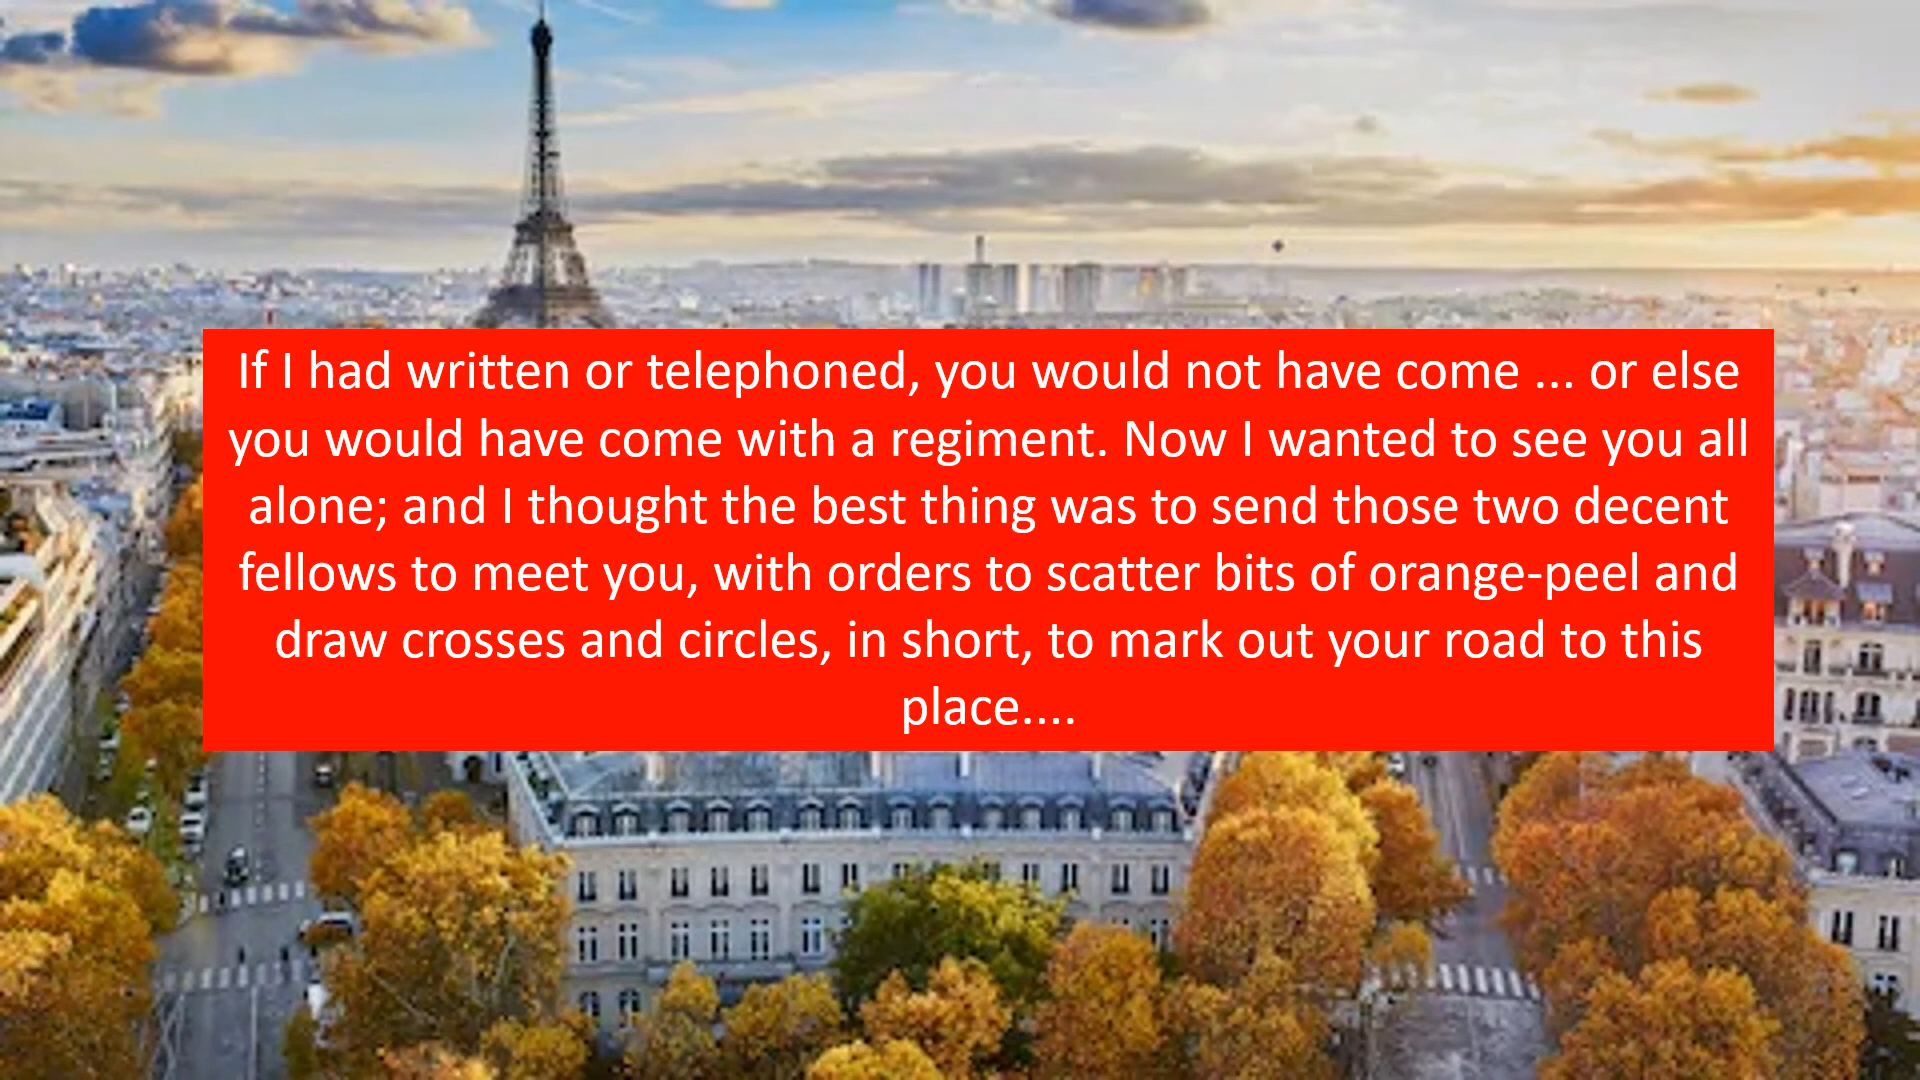 If I had written or telephoned, you would not have come ... or else
you would have come with a regiment. Now I wanted to see you all
alone; and I thought the best thing was to send those two decent
fellows to meet you, with orders to scatter bits of orange-peel and
draw crosses and circles, in short, to mark out your road to this
place....